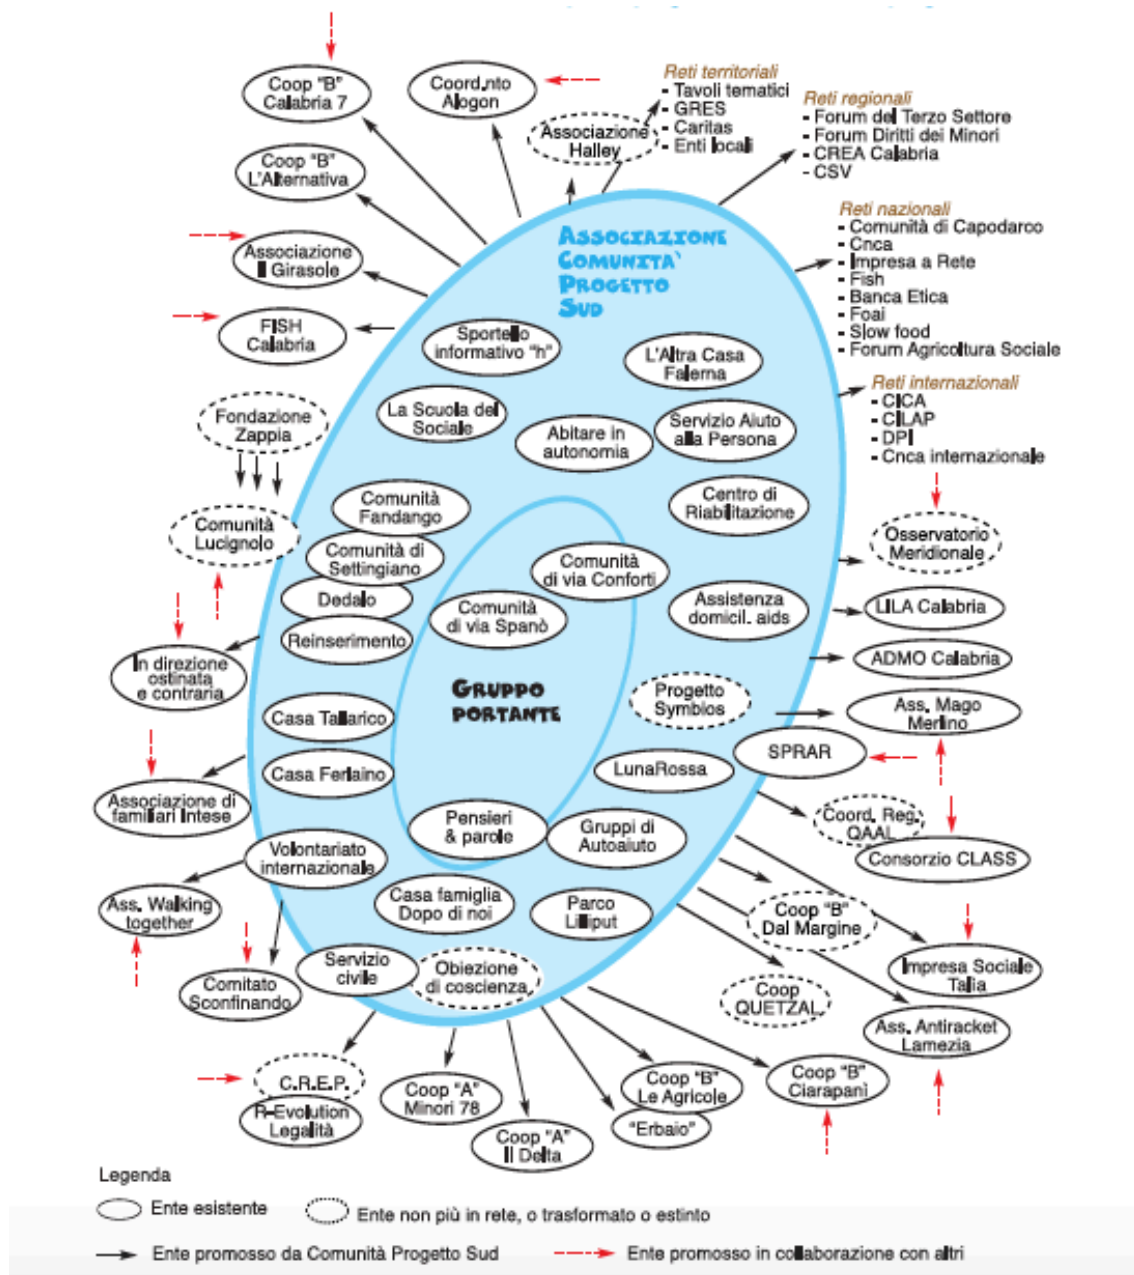 Coop "B"
Calabria 7
Coord.nto
Alogon
Associazione
Halley
Reti territoriali
- Tavoli tematici
- GRES
- Caritas
- Enti locali
Reti regionali
- Forum del Terzo Settore
- Forum Diritti dei Minori
- CREA Calabria
- CSV
Coop "B"
L'Alternativa
Associazione
Il Girasole
FISH
Calabria
Reti nazionali
- Comunità di Capodarco
- Cnca
- Impresa a Rete
- Fish
- Banca Etica
- Foai
- Slow food
- Forum Agricoltura Sociale
Reti internazionali
- CICA
- CILAP
- DPI
- Cnca internazionale
ASSOCIAZIONE
COMUNITA'
PROGETTO
SUD
Sportello
informativo "h"
L'Altra Casa
Falerna
La Scuola del
Sociale
Abitare in
autonomia
Servizio Aiuto
alla Persona
Fondazione
Zappia
Comunità
Lucignolo
Comunità
Fandango
Comunità di
Settingiano
Dedalo
Reinserimento
Centro di
Riabilitazione
Comunità
di via Conforti
Comunità
di via Spanò
Assistenza
domicil. aids
Osservatorio
Meridionale
LILA Calabria
ADMO Calabria
Ass. Mago
Merlino
In direzione
ostinata
e contraria
Casa Tallarico
GRUPPO
PORTANTE
Progetto
Symbios
SPRAR
LunaRossa
Casa Ferlaino
Associazione di
familiari Intese
Pensieri
& parole
Gruppi di
Autoaiuto
Coord. Reg.
QAAL
Consorzio CLASS
Volontariato
internazionale
Ass. Walking
together
Casa famiglia
Dopo di noi
Parco
Lilliput
Coop "B"
Dal Margine
Impresa Sociale
Talia
Comitato
Sconfinando
Servizio
civile
Obiezione
di coscienza
Coop
QUETZAL
Ass. Antiracket
Lamezia
C.R.E.P.
R-Evolution
Legalità
Coop "A"
Minori 78
Coop "A"
Il Delta
Coop "B"
Le Agricole
"Erbaio"
Coop "B"
Ciarapanì
Legenda
Ente esistente
Ente non più in rete, o trasformato o estinto
Ente promosso da Comunità Progetto Sud
Ente promosso in collaborazione con altri